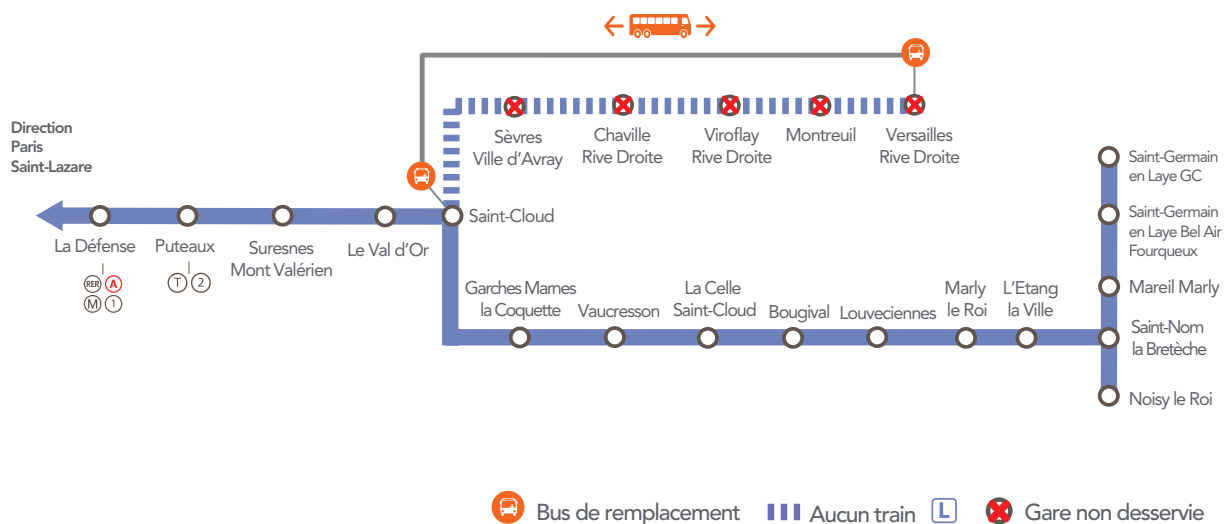 Sèvres
Ville d'Avray
Chaville
Rive Droite
Viroflay
Rive Droite
Montreuil
Versailles
Rive Droite
Direction
Paris
Saint-Lazare
Saint-Germain
en Laye GC
Saint-Germain
en Laye Bel Air
Fourqueux
Mareil Marly
Saint-Nom
la Bretèche
Noisy le Roi
Saint-Cloud
La Défense
RER A
M 1
Puteaux
T 2
Suresnes
Mont Valérien
Le Val d'Or
Garches Marnes
la Coquette
Vaucresson
La Celle
Saint-Cloud
Bougival
Louveciennes
Marly
le Roi
L'Etang
la Ville
Bus de remplacement
Aucun train L
Gare non desservie